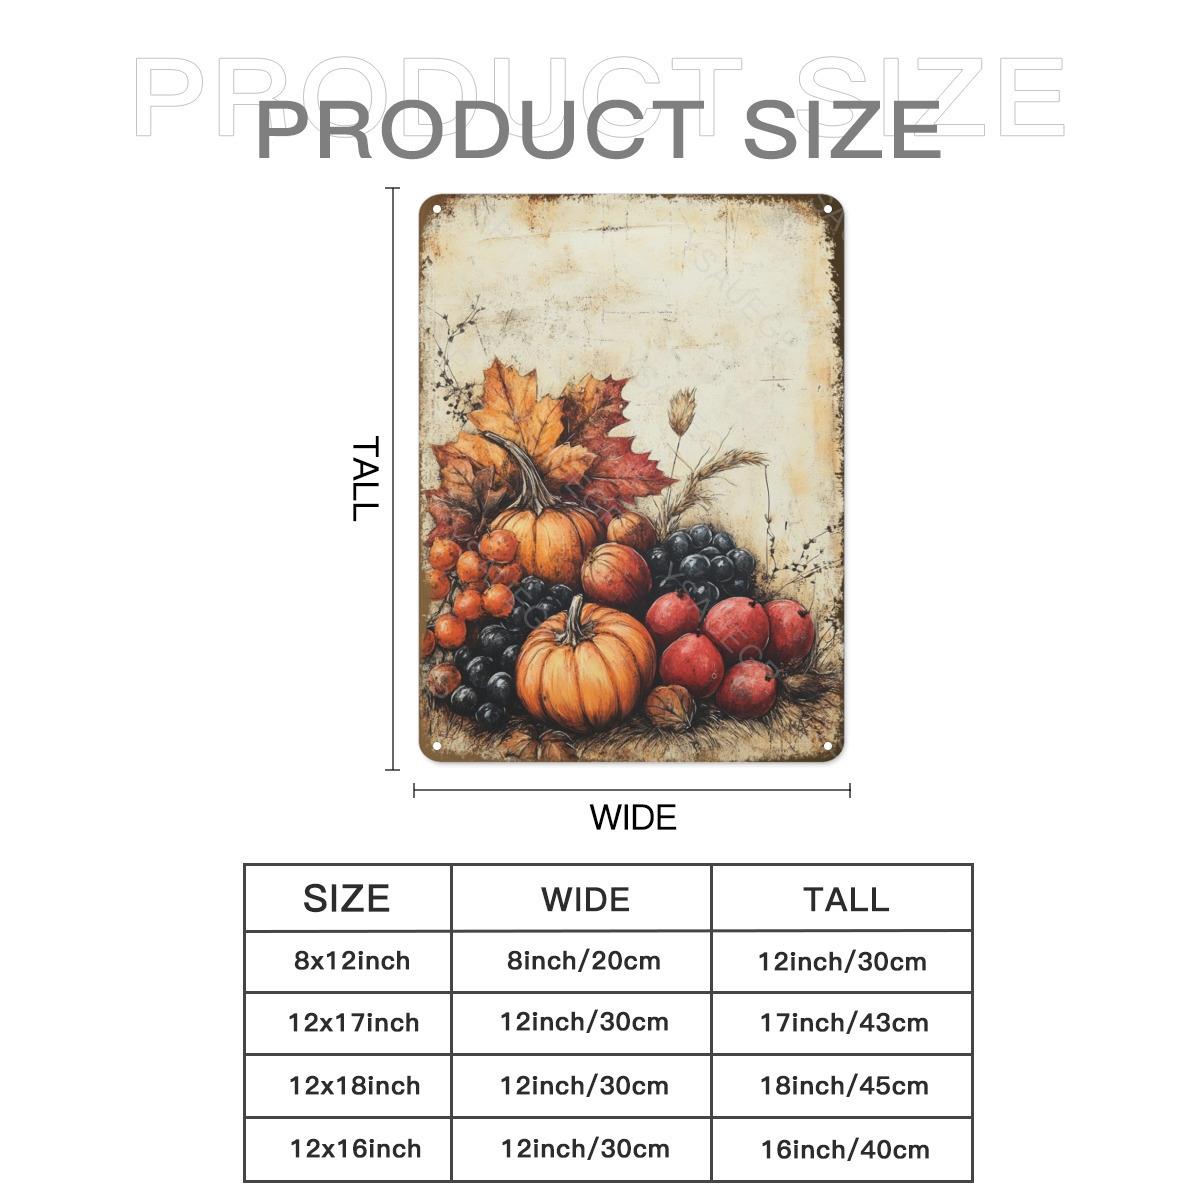 PRODUCT SIZE
PRODUCT SIZE
TALL
WIDE
SIZE WIDE TALL
8x12inch 8inch/20cm 12inch/30cm
12x17inch 12inch/30cm 17inch/43cm
12x18inch 12inch/30cm 18inch/45cm
12x16inch 12inch/30cm 16inch/40cm